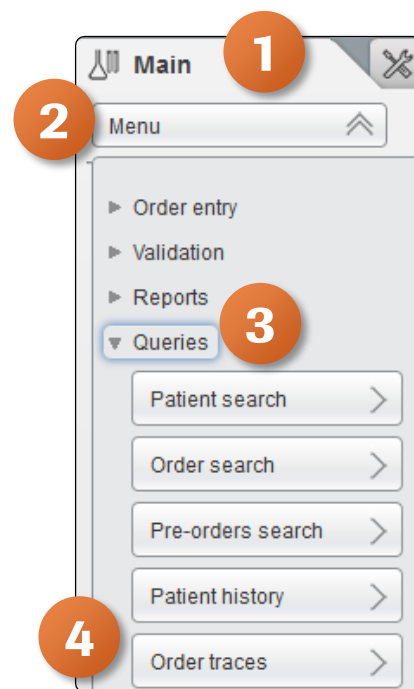 Main
1
2
Menu
Order entry
Validation
Reports
3
Queries
Patient search
Order search
Pre-orders search
Patient history
4
Order traces